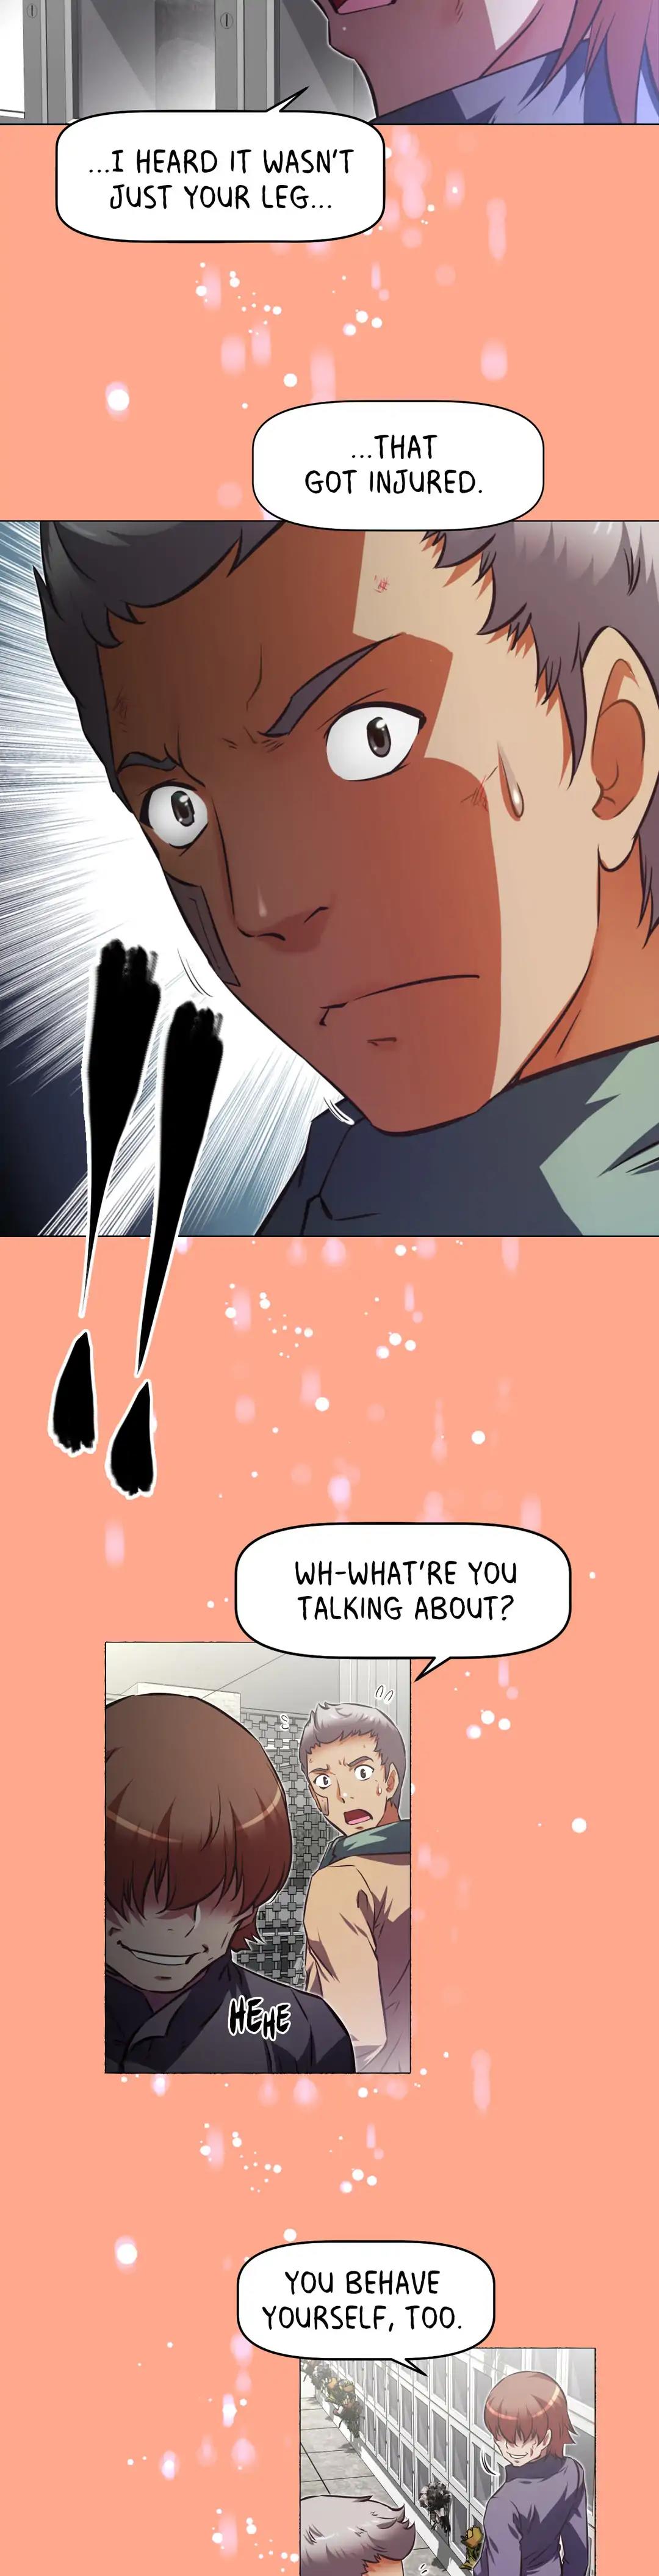 ...I HEARD IT WASN'T
JUST YOUR LEG...
...THAT
GOT INJURED.
!!
WH-WHAT'RE YOU
TALKING ABOUT?
HEHE
YOU BEHAVE
YOURSELF, TOO.